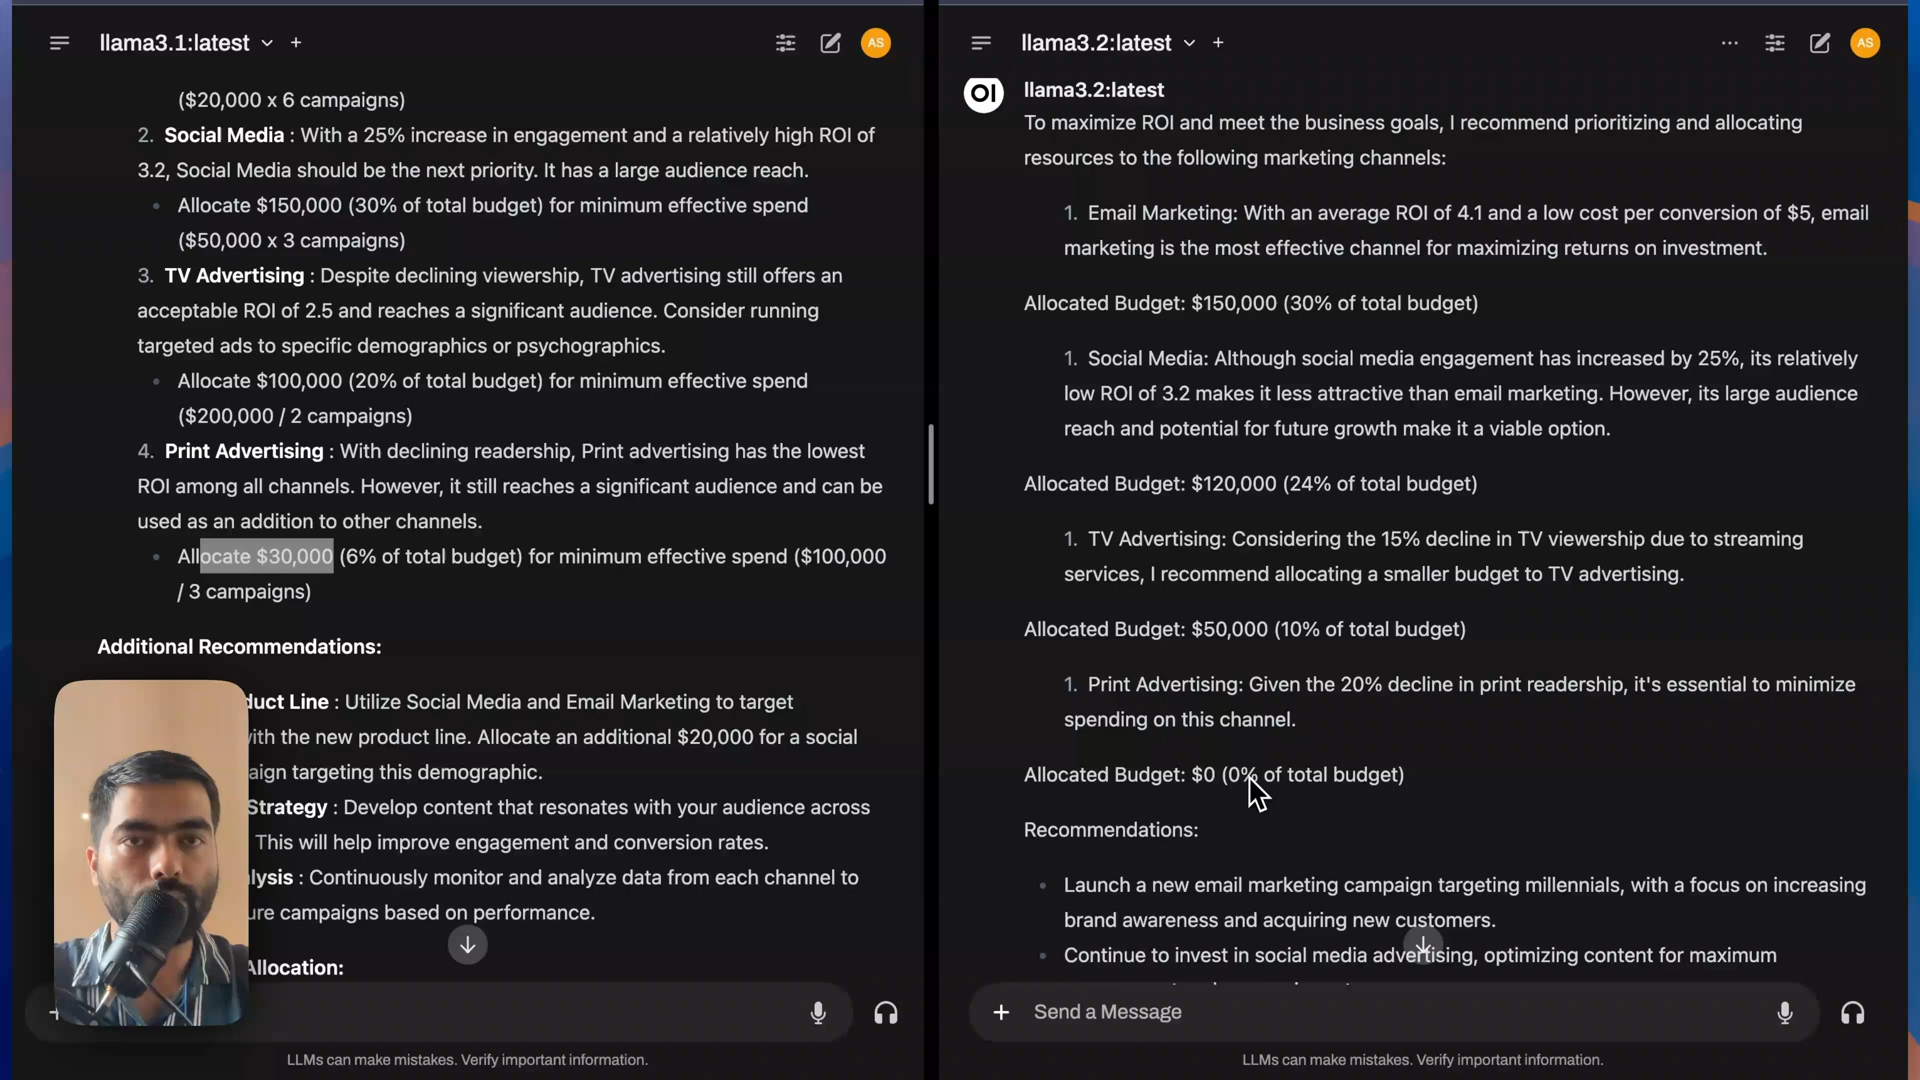 llama3.1:latest
AS
($20,000 x 6 campaigns)
2. Social Media : With a 25% increase in engagement and a relatively high ROI of
3.2, Social Media should be the next priority. It has a large audience reach.
• Allocate $150,000 (30% of total budget) for minimum effective spend
($50,000 x 3 campaigns)
3. TV Advertising : Despite declining viewership, TV advertising still offers an
acceptable ROI of 2.5 and reaches a significant audience. Consider running
targeted ads to specific demographics or psychographics.
• Allocate $100,000 (20% of total budget) for minimum effective spend
($200,000 / 2 campaigns)
4. Print Advertising : With declining readership, Print advertising has the lowest
ROI among all channels. However, it still reaches a significant audience and can be
used as an addition to other channels.
• Allocate $30,000 (6% of total budget) for minimum effective spend ($100,000
/ 3 campaigns)
Additional Recommendations:
duct Line : Utilize Social Media and Email Marketing to target
ith the new product line. Allocate an additional $20,000 for a social
aign targeting this demographic.
Strategy : Develop content that resonates with your audience across
This will help improve engagement and conversion rates.
lysis : Continuously monitor and analyze data from each channel to
ure campaigns based on performance.
Allocation:
LLMs can make mistakes. Verify important information.
llama3.2:latest
AS
OI
llama3.2:latest
To maximize ROI and meet the business goals, I recommend prioritizing and allocating
resources to the following marketing channels:
1. Email Marketing: With an average ROI of 4.1 and a low cost per conversion of $5, email
marketing is the most effective channel for maximizing returns on investment.
Allocated Budget: $150,000 (30% of total budget)
1. Social Media: Although social media engagement has increased by 25%, its relatively
low ROI of 3.2 makes it less attractive than email marketing. However, its large audience
reach and potential for future growth make it a viable option.
Allocated Budget: $120,000 (24% of total budget)
1. TV Advertising: Considering the 15% decline in TV viewership due to streaming
services, I recommend allocating a smaller budget to TV advertising.
Allocated Budget: $50,000 (10% of total budget)
1. Print Advertising: Given the 20% decline in print readership, it's essential to minimize
spending on this channel.
Allocated Budget: $0 (0% of total budget)
Recommendations:
• Launch a new email marketing campaign targeting millennials, with a focus on increasing
brand awareness and acquiring new customers.
• Continue to invest in social media advertising, optimizing content for maximum
Send a Message
LLMs can make mistakes. Verify important information.